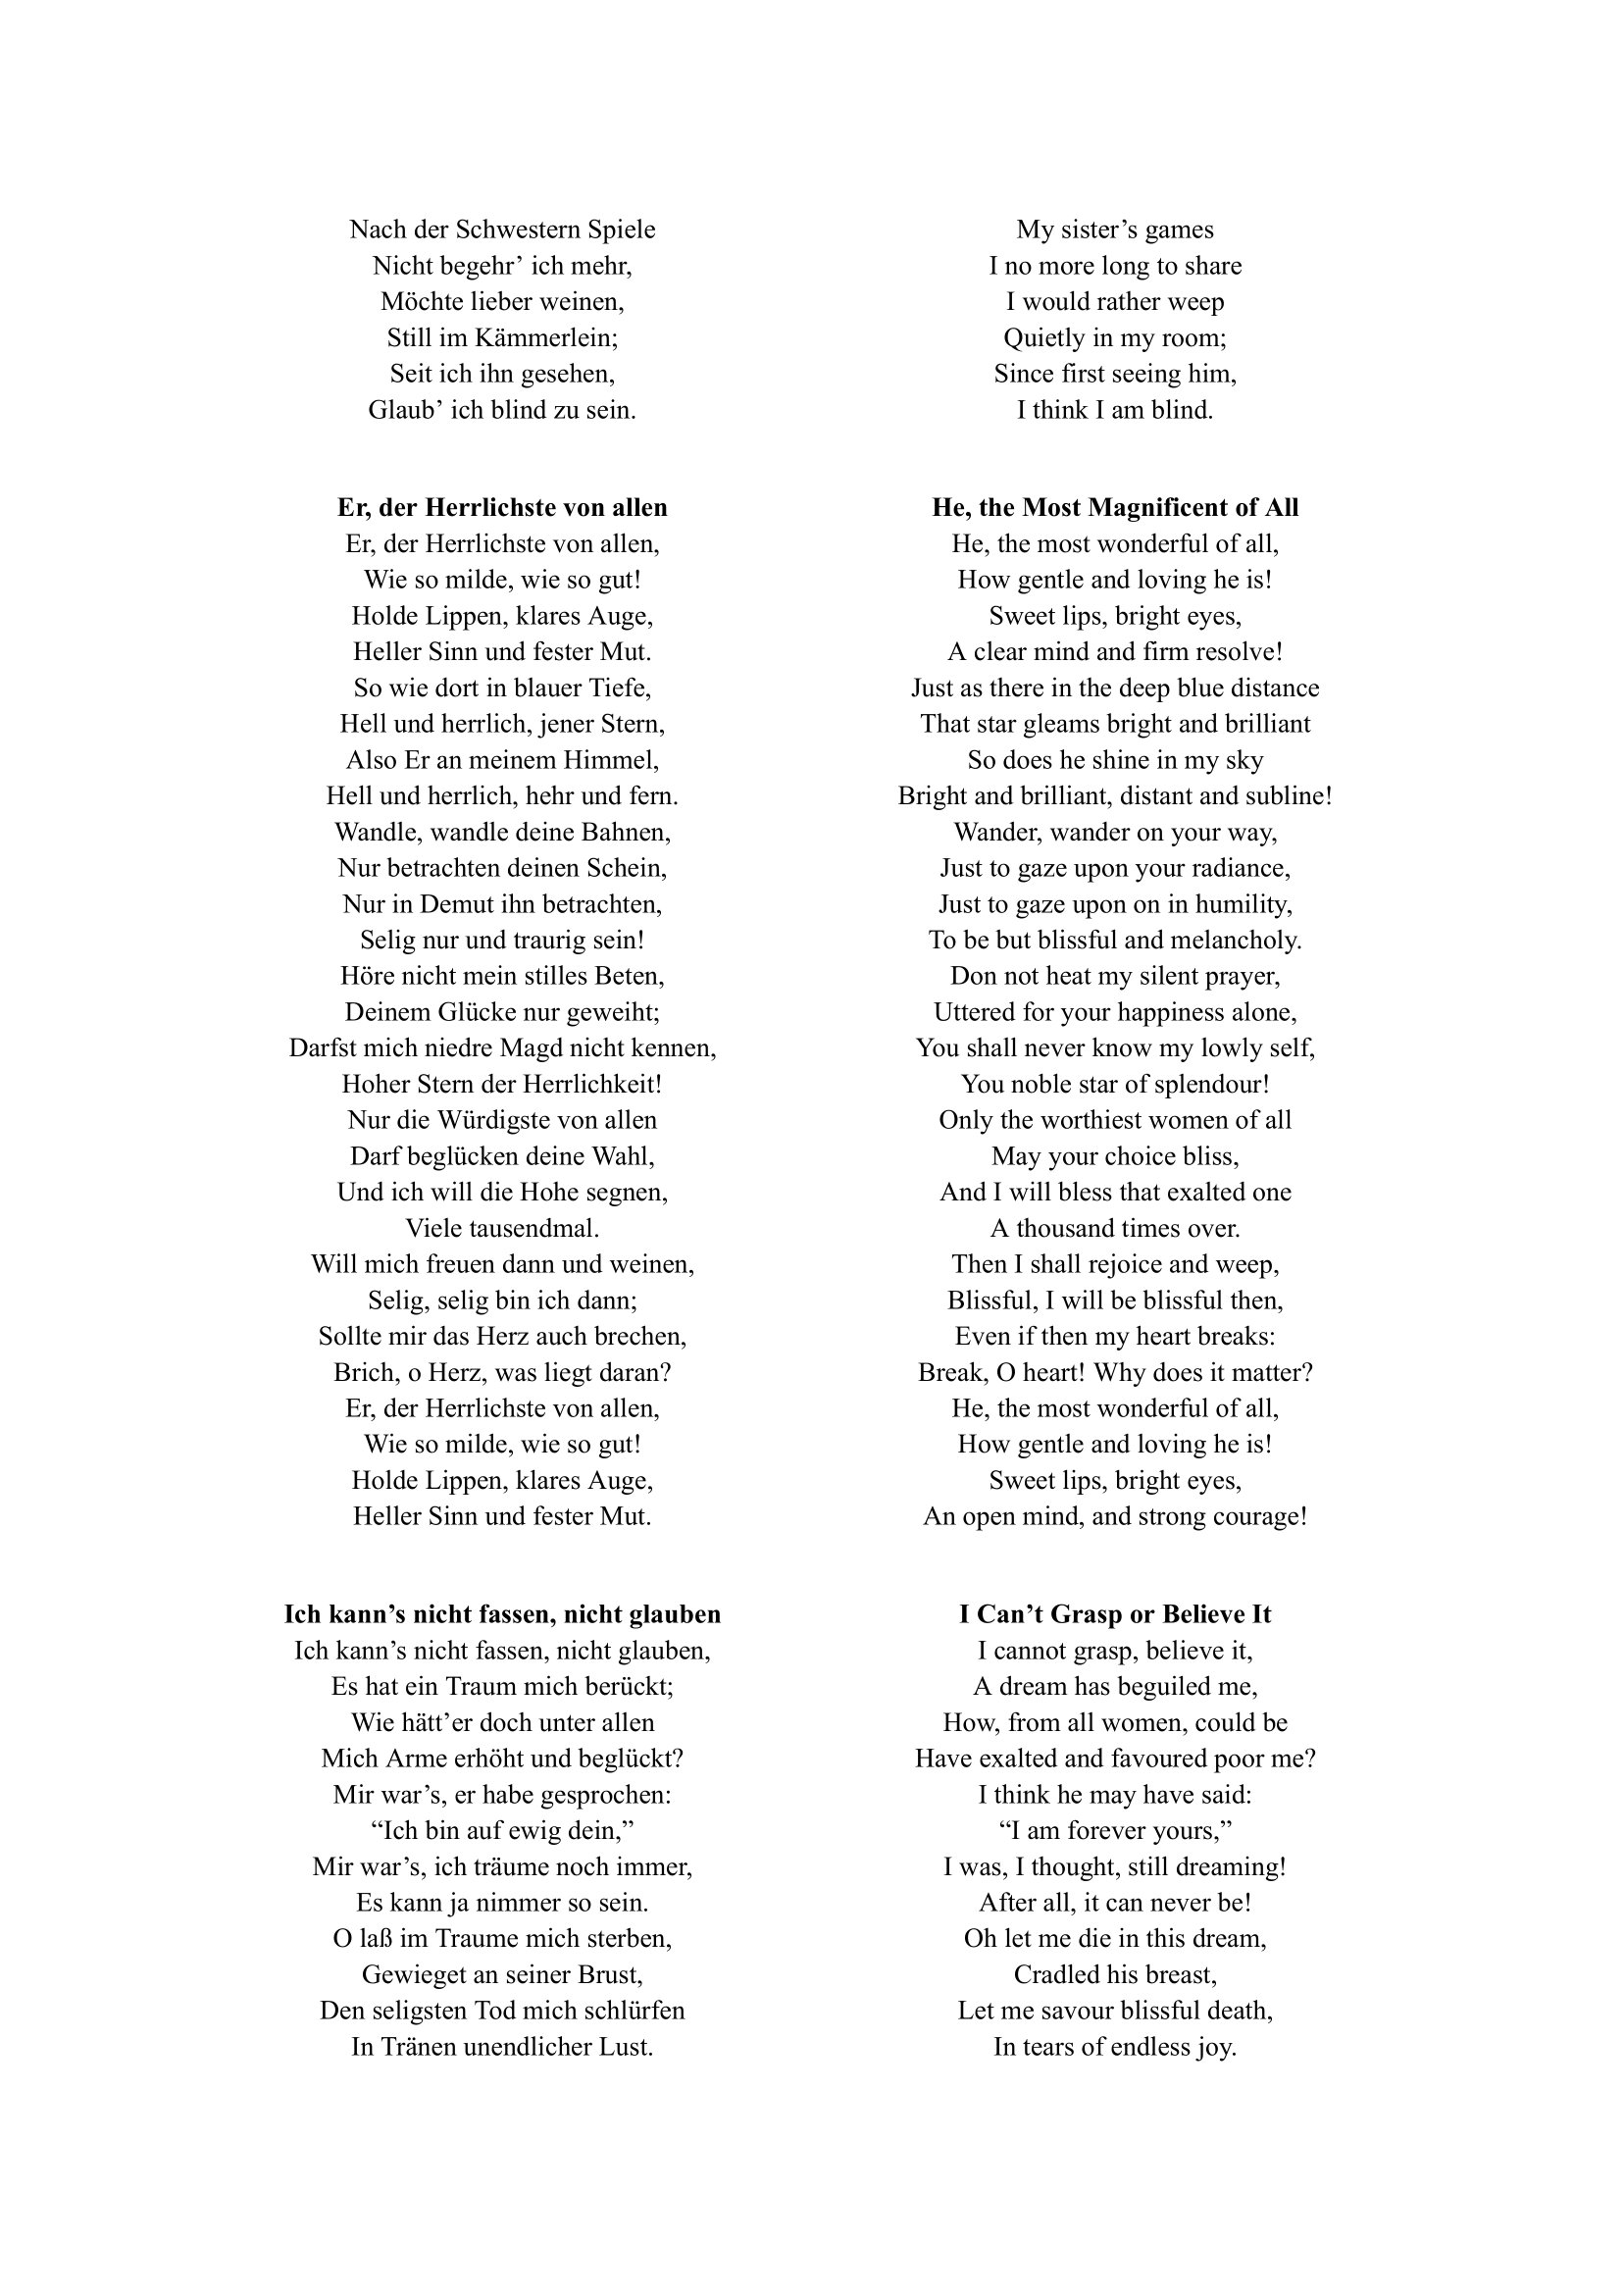 Nach der Schwestern Spiele
Nicht begehr’ ich mehr,
Möchte lieber weinen,
Still im Kämmerlein;
Seit ich ihn gesehen,
Glaub’ ich blind zu sein.
Er, der Herrlichste von allen
Er, der Herrlichste von allen,
Wie so milde, wie so gut!
Holde Lippen, klares Auge,
Heller Sinn und fester Mut.
So wie dort in blauer Tiefe,
Hell und herrlich, jener Stern,
Also Er an meinem Himmel,
Hell und herrlich, hehr und fern.
Wandle, wandle deine Bahnen,
Nur betrachten deinen Schein,
Nur in Demut ihn betrachten,
Selig nur und traurig sein!
Höre nicht mein stilles Beten,
Deinem Glücke nur geweiht;
Darfst mich niedre Magd nicht kennen,
Hoher Stern der Herrlichkeit!
Nur die Würdigste von allen
Darf beglücken deine Wahl,
Und ich will die Hohe segnen,
Viele tausendmal.
Will mich freuen dann und weinen,
Selig, selig bin ich dann;
Sollte mir das Herz auch brechen,
Brich, o Herz, was liegt daran?
Er, der Herrlichste von allen,
Wie so milde, wie so gut!
Holde Lippen, klares Auge,
Heller Sinn und fester Mut.
Ich kann’s nicht fassen, nicht glauben
Ich kann’s nicht fassen, nicht glauben,
Es hat ein Traum mich berückt;
Wie hätt’er doch unter allen
Mich Arme erhöht und beglückt?
Mir war’s, er habe gesprochen:
“Ich bin auf ewig dein,”
Mir war’s, ich träume noch immer,
Es kann ja nimmer so sein.
O laß im Traume mich sterben,
Gewieget an seiner Brust,
Den seligsten Tod mich schlürfen
In Tränen unendlicher Lust.
My sister’s games
I no more long to share
I would rather weep
Quietly in my room;
Since first seeing him,
I think I am blind.
He, the Most Magnificent of All
He, the most wonderful of all,
How gentle and loving he is!
Sweet lips, bright eyes,
A clear mind and firm resolve!
Just as there in the deep blue distance
That star gleams bright and brilliant
So does he shine in my sky
Bright and brilliant, distant and subline!
Wander, wander on your way,
Just to gaze upon your radiance,
Just to gaze upon on in humility,
To be but blissful and melancholy.
Don not heat my silent prayer,
Uttered for your happiness alone,
You shall never know my lowly self,
You noble star of splendour!
Only the worthiest women of all
May your choice bliss,
And I will bless that exalted one
A thousand times over.
Then I shall rejoice and weep,
Blissful, I will be blissful then,
Even if then my heart breaks:
Break, O heart! Why does it matter?
He, the most wonderful of all,
How gentle and loving he is!
Sweet lips, bright eyes,
An open mind, and strong courage!
I Can’t Grasp or Believe It
I cannot grasp, believe it,
A dream has beguiled me,
How, from all women, could be
Have exalted and favoured poor me?
I think he may have said:
“I am forever yours,”
I was, I thought, still dreaming!
After all, it can never be!
Oh let me die in this dream,
Cradled his breast,
Let me savour blissful death,
In tears of endless joy.